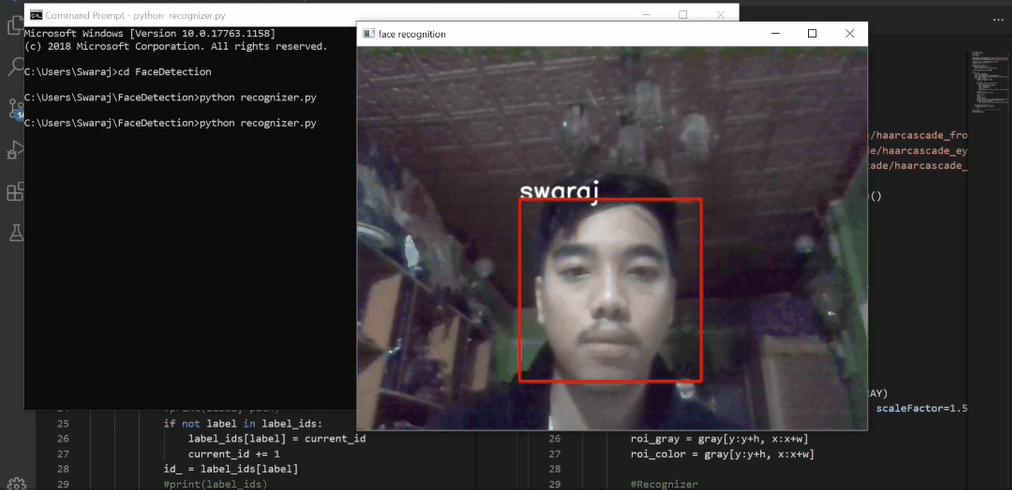 Command Prompt - python  recognizer.py
Microsoft Windows [Version 10.0.17763.1158]
(c) 2018 Microsoft Corporation. All rights reserved.
C:\Users\Swaraj>cd FaceDetection
C:\Users\Swaraj\FaceDetection>python recognizer.py
C:\Users\Swaraj\FaceDetection>python recognizer.py
face recognition
swaraj
/haarcascade_fro
de/haarcascade_ey
cade/haarcascade_
()
RAY)
scaleFactor=1.5
25 if not label in label_ids:
26 label_ids[label] = current_id
27 current_id += 1
28 id_ = label_ids[label]
29 #print(label_ids)
26 roi_gray = gray[y:y+h, x:x+w]
27 roi_color = gray[y:y+h, x:x+w]
28
29 #Recognizer